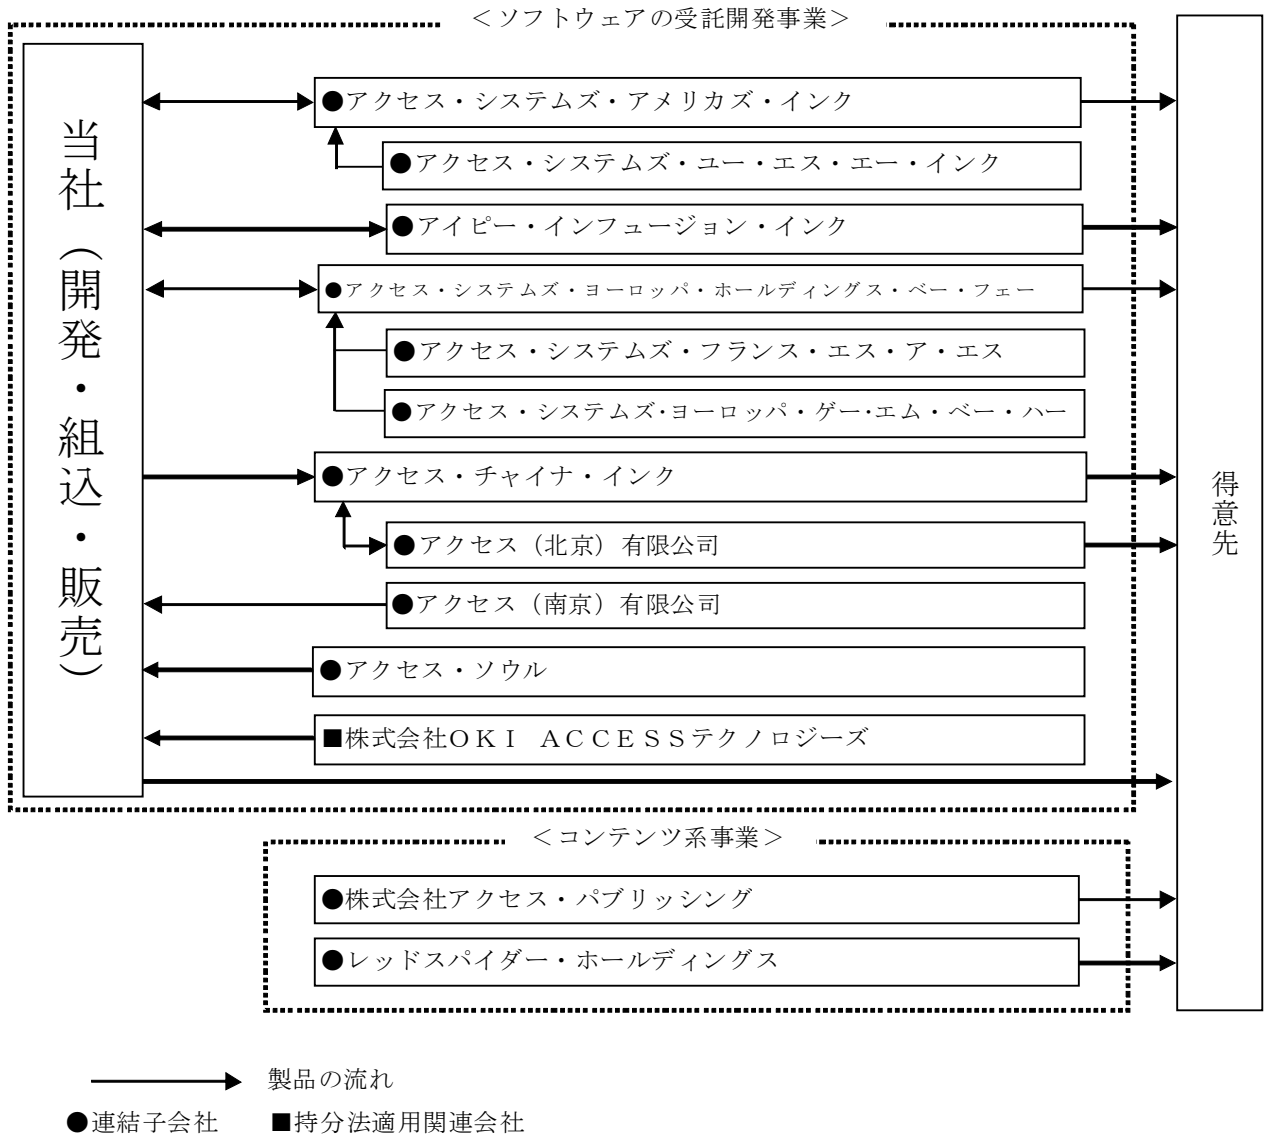 ＜ソフトウェアの受託開発事業＞
当社（開発・組込・販売）
●アクセス・システムズ・アメリカズ・インク
●アクセス・システムズ・ユー・エス・エー・インク
●アイピー・インフュージョン・インク
●アクセス・システムズ・ヨーロッパ・ホールディングス・ベー・フェー
●アクセス・システムズ・フランス・エス・ア・エス
●アクセス・システムズ・ヨーロッパ・ゲー・エム・ベー・ハー
●アクセス・チャイナ・インク
●アクセス（北京）有限公司
●アクセス（南京）有限公司
●アクセス・ソウル
■株式会社ＯＫＩ　ＡＣＣＥＳＳテクノロジーズ
得意先
＜コンテンツ系事業＞
●株式会社アクセス・パブリッシング
●レッドスパイダー・ホールディングス
製品の流れ
●連結子会社　　■持分法適用関連会社